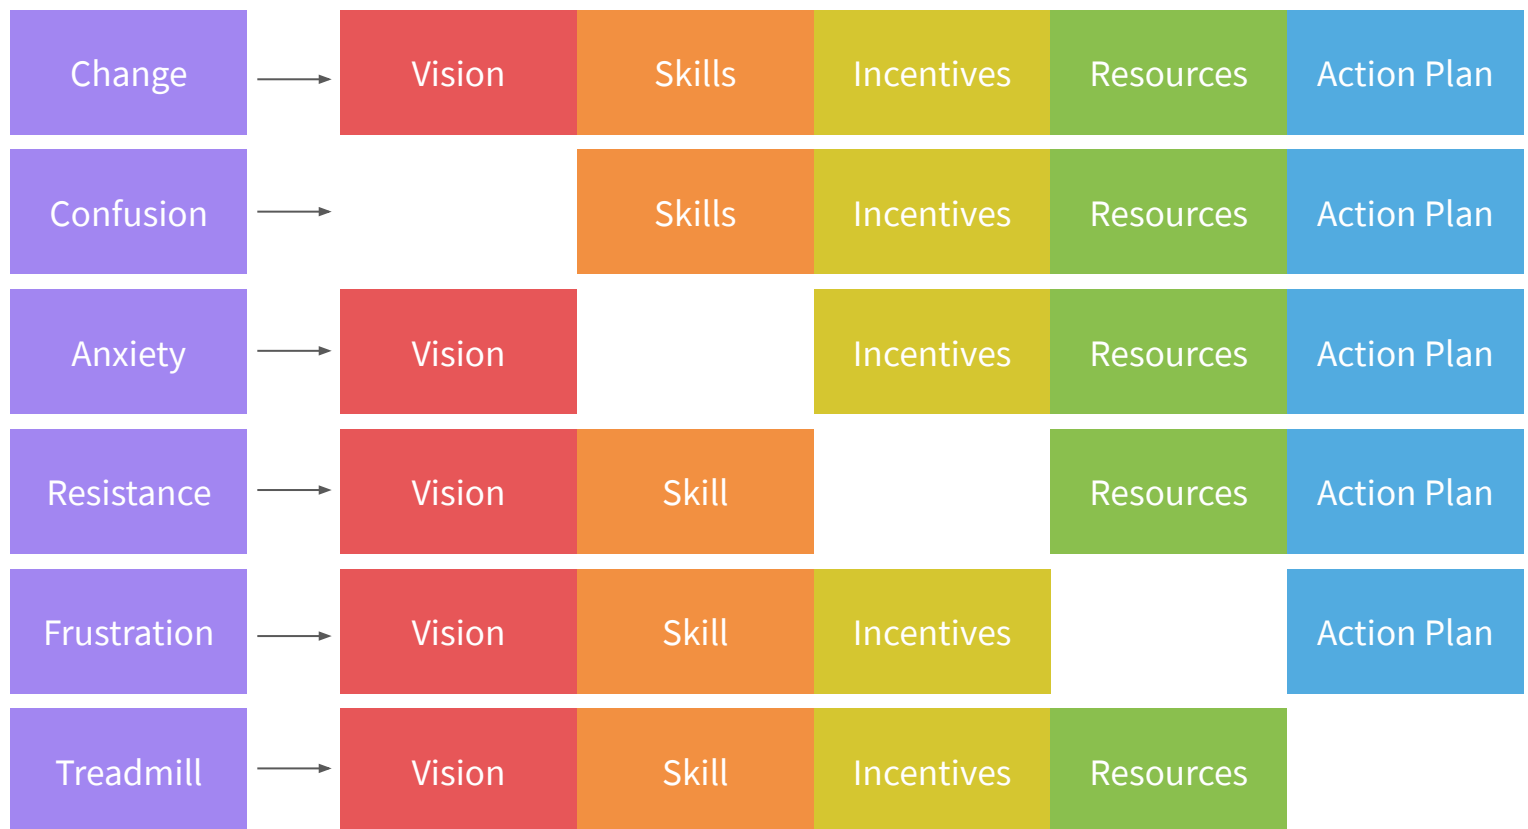 Change Vision Skills Incentives Resources Action Plan
Confusion Skills Incentives Resources Action Plan
Anxiety Vision Incentives Resources Action Plan
Resistance Vision Skill Resources Action Plan
Frustration Vision Skill Incentives Action Plan
Treadmill Vision Skill Incentives Resources